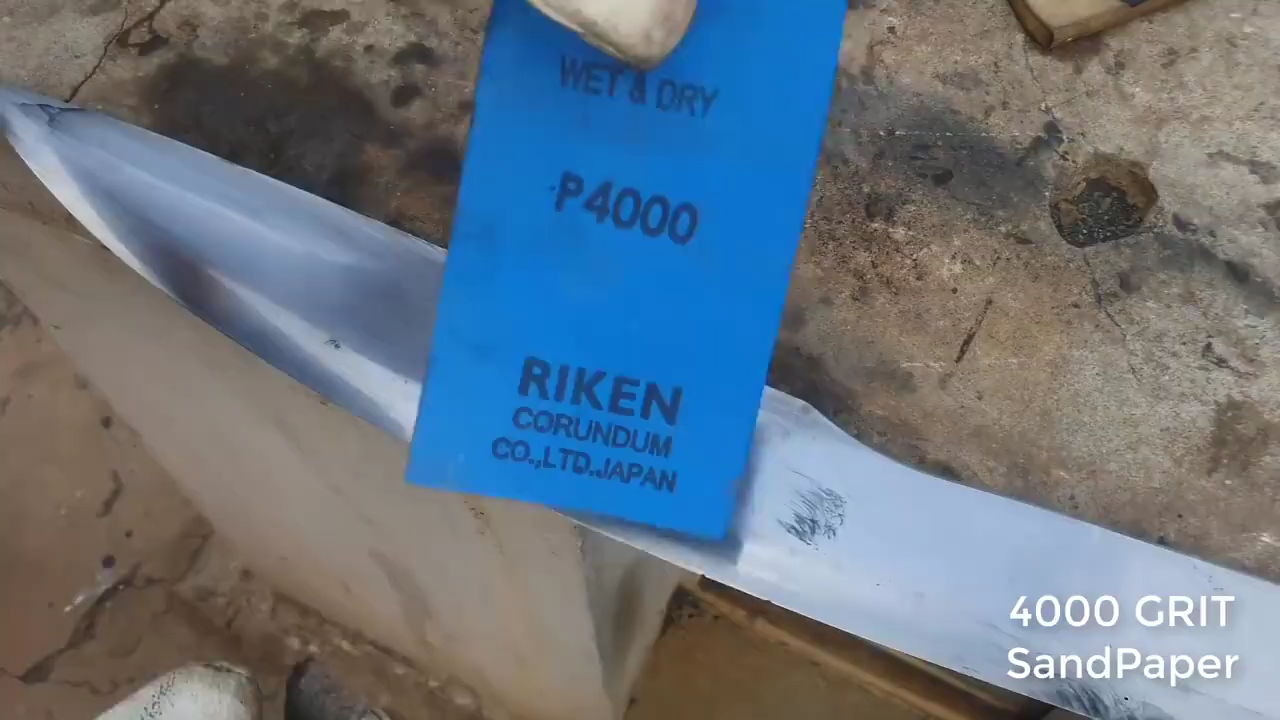 WET & DRY
P4000
RIKEN
CORUNDUM
CO.,LTD.JAPAN
4000 GRIT
SandPaper